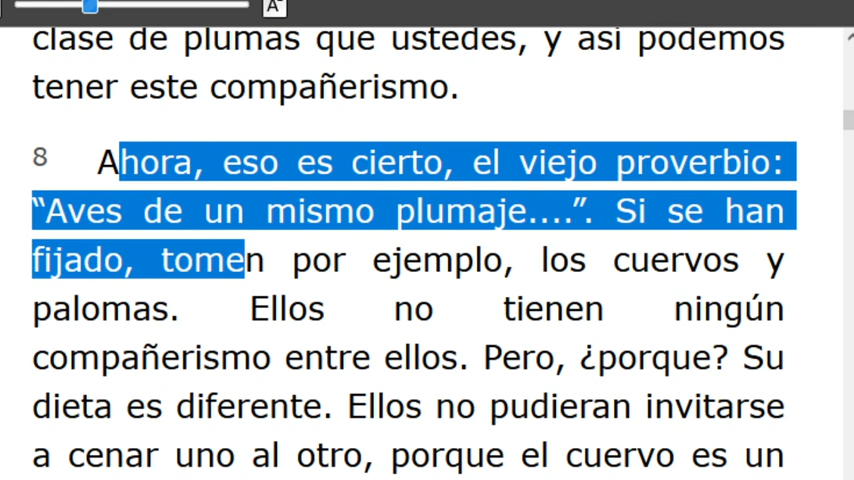 A
clase de plumas que ustedes, y así podemos
tener este compañerismo.
8 Ahora, eso es cierto, el viejo proverbio:
“Aves de un mismo plumaje....”. Si se han
fijado, tomen por ejemplo, los cuervos y
palomas. Ellos no tienen ningún
compañerismo entre ellos. Pero, ¿porque? Su
dieta es diferente. Ellos no pudieran invitarse
a cenar uno al otro, porque el cuervo es un